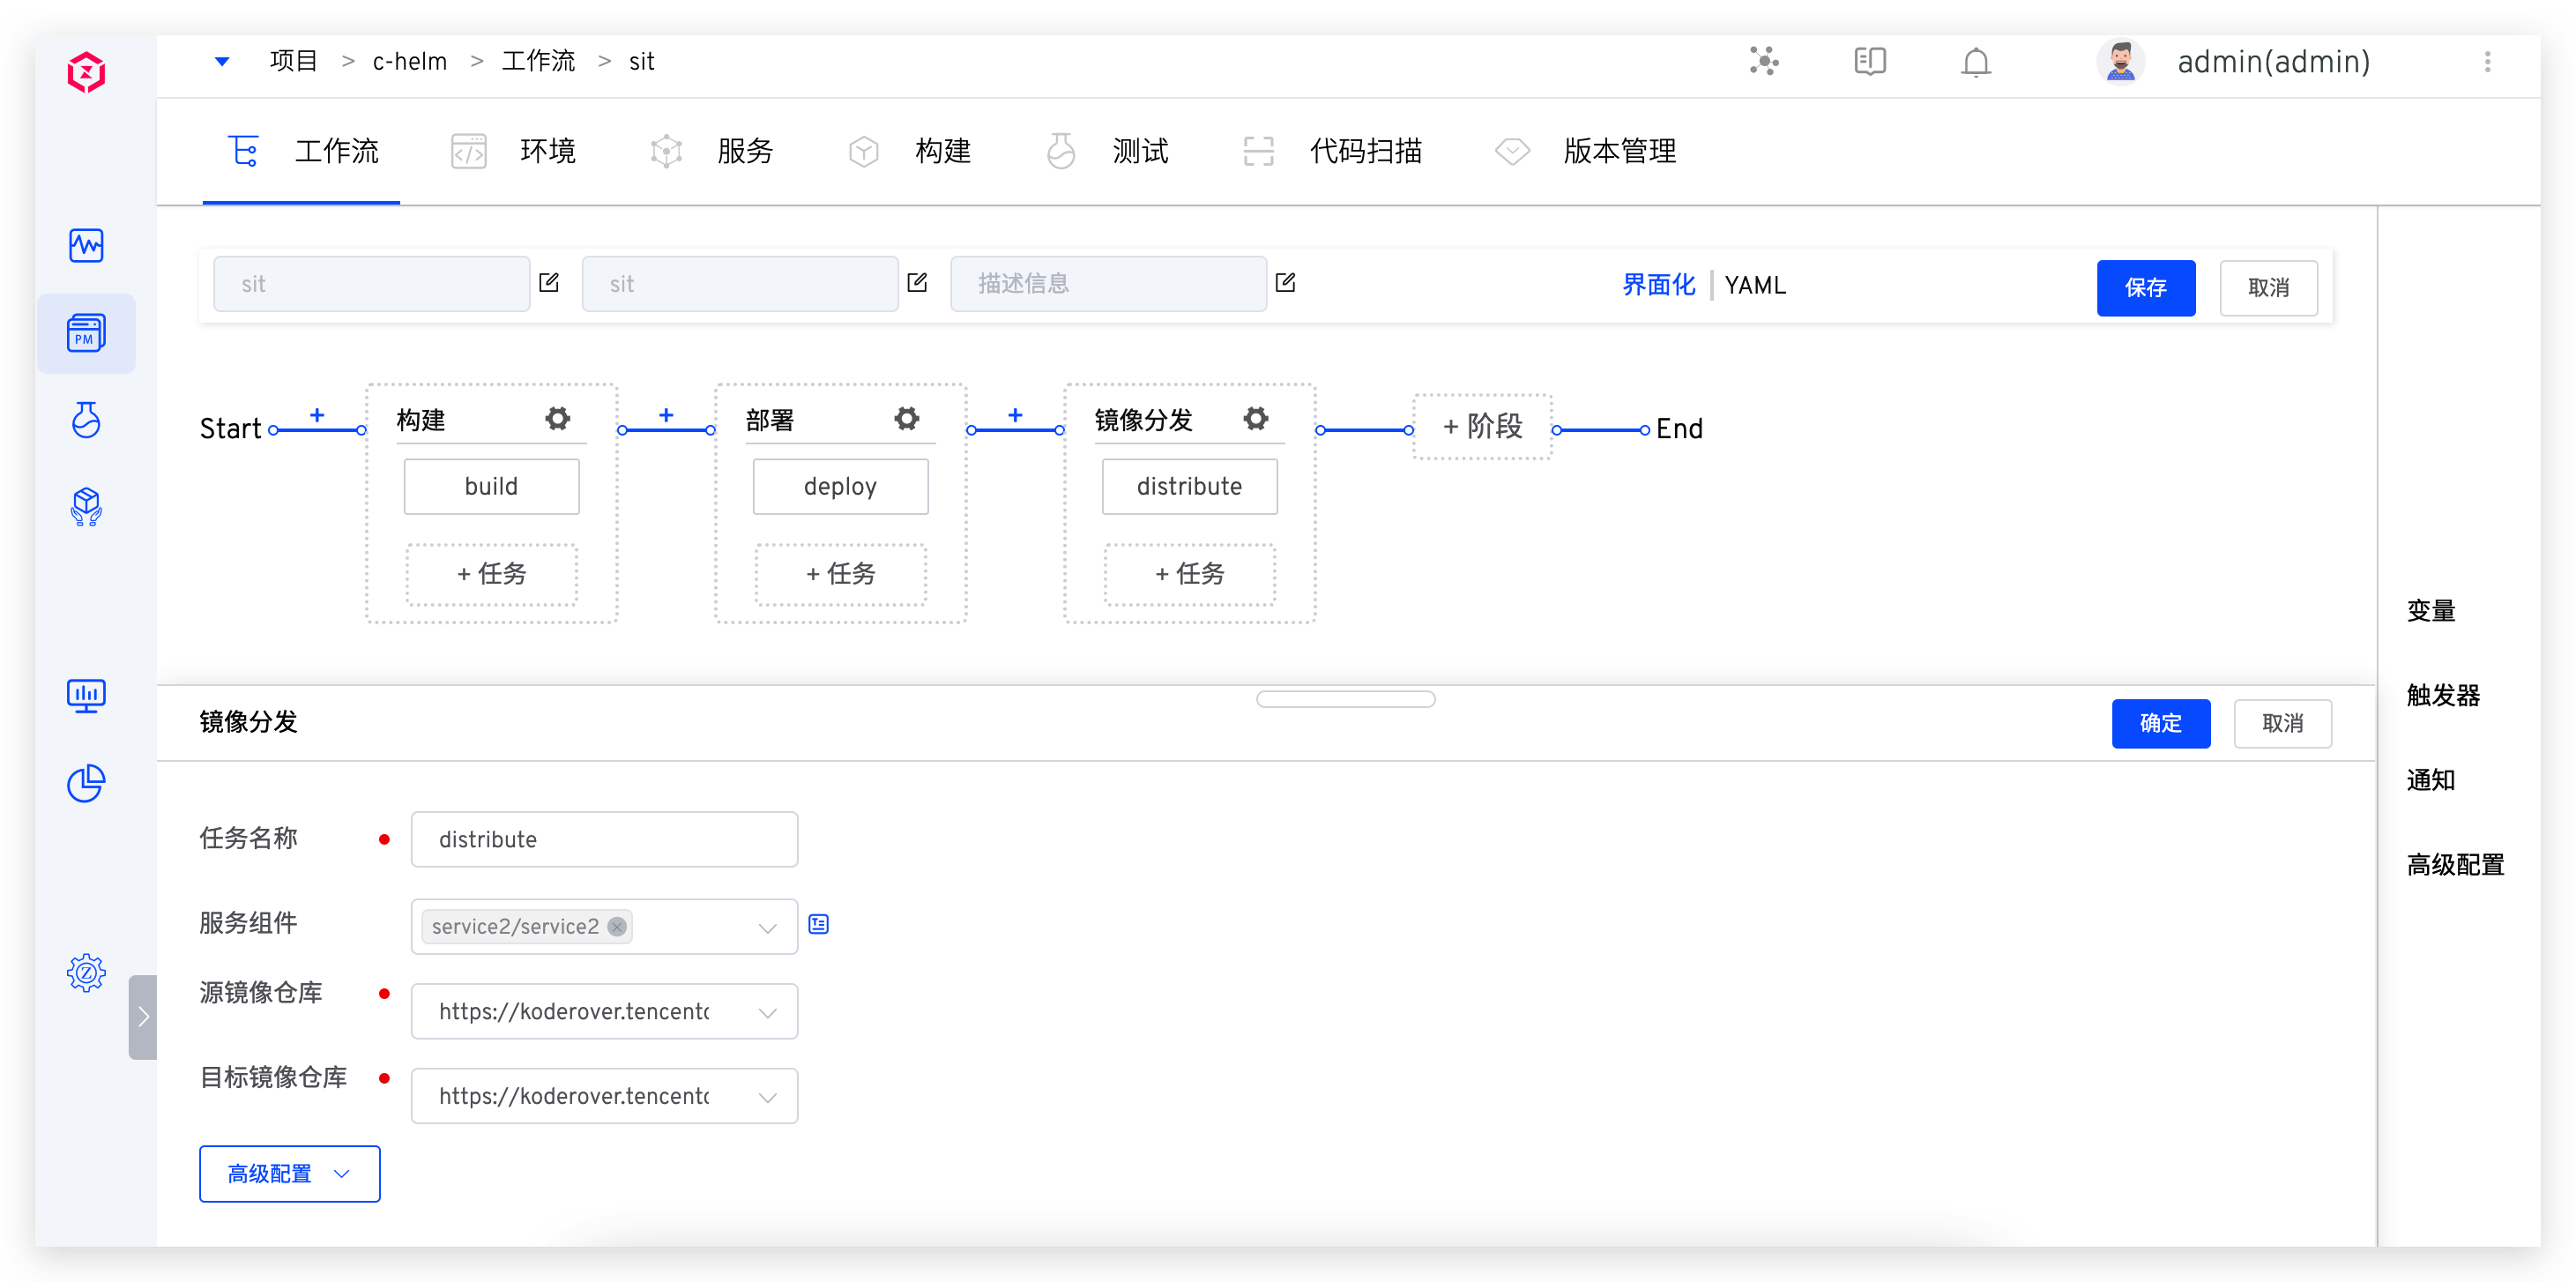 项目 > c-helm > 工作流 > sit
admin(admin)
工作流 环境 服务 构建 测试 代码扫描 版本管理
PM
sit sit 描述信息 界面化 YAML 保存 取消
Start + 构建 + 部署 + 镜像分发 + 阶段 End
build deploy distribute
+ 任务 + 任务 + 任务
变量
触发器
通知
高级配置
镜像分发 确定 取消
任务名称 distribute
服务组件 service2/service2
源镜像仓库 https://koderover.tencentc
目标镜像仓库 https://koderover.tencentc
高级配置